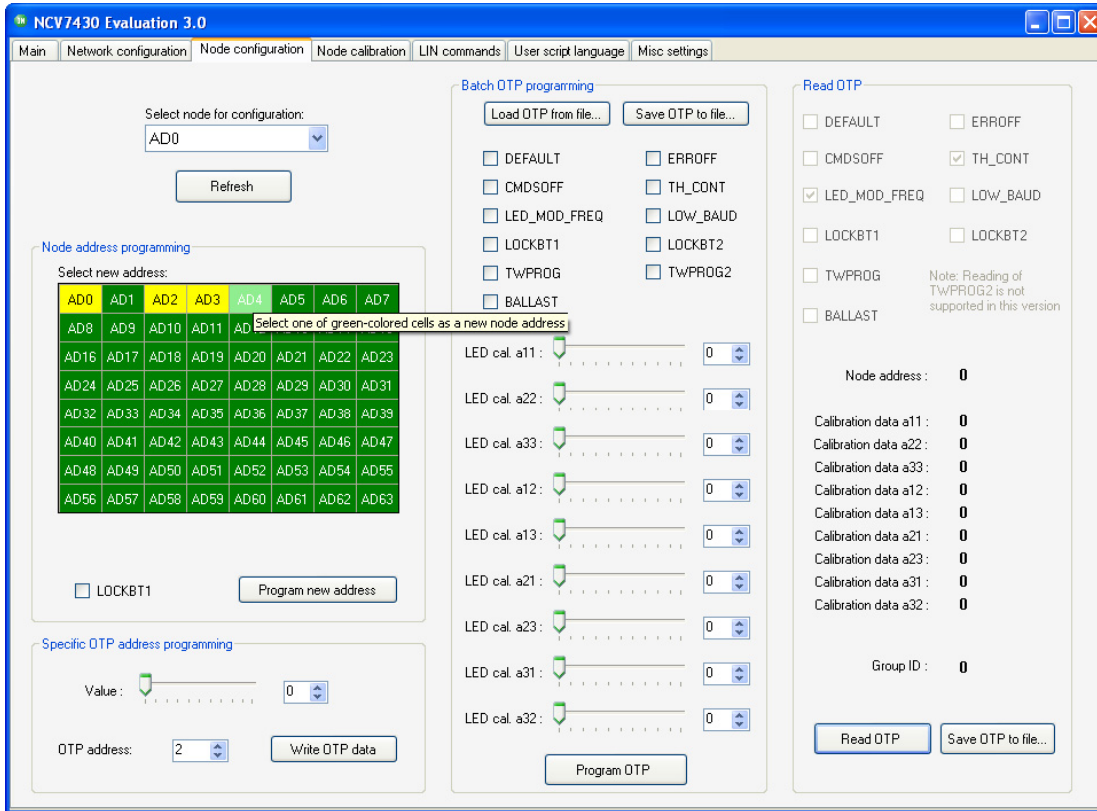 NCV7430 Evaluation 3.0
Main Network configuration Node configuration Node calibration LIN commands User script language Misc settings
Select node for configuration:
AD0
Refresh
Node address programming
Select new address:
AD0 AD1 AD2 AD3 AD4 AD5 AD6 AD7
AD8 AD9 AD10 AD11
Select one of green-colored cells as a new node address
AD16 AD17 AD18 AD19 AD20 AD21 AD22 AD23
AD24 AD25 AD26 AD27 AD28 AD29 AD30 AD31
AD32 AD33 AD34 AD35 AD36 AD37 AD38 AD39
AD40 AD41 AD42 AD43 AD44 AD45 AD46 AD47
AD48 AD49 AD50 AD51 AD52 AD53 AD54 AD55
AD56 AD57 AD58 AD59 AD60 AD61 AD62 AD63
LOCKBT1 Program new address
Specific OTP address programming
Value : 0
OTP address: 2 Write OTP data
Batch OTP programming
Load OTP from file... Save OTP to file...
DEFAULT ERROFF
CMDSOFF TH_CONT
LED_MOD_FREQ LOW_BAUD
LOCKBT1 LOCKBT2
TWPROG TWPROG2
BALLAST
LED cal. a11 : 0
LED cal. a22 : 0
LED cal. a33 : 0
LED cal. a12 : 0
LED cal. a13 : 0
LED cal. a21 : 0
LED cal. a23 : 0
LED cal. a31 : 0
LED cal. a32 : 0
Program OTP
Read OTP
DEFAULT ERROFF
CMDSOFF TH_CONT
LED_MOD_FREQ LOW_BAUD
LOCKBT1 LOCKBT2
TWPROG
BALLAST
Note: Reading of
TWPROG2 is not
supported in this version
Node address : 0
Calibration data a11 : 0
Calibration data a22 : 0
Calibration data a33 : 0
Calibration data a12 : 0
Calibration data a13 : 0
Calibration data a21 : 0
Calibration data a23 : 0
Calibration data a31 : 0
Calibration data a32 : 0
Group ID : 0
Read OTP Save OTP to file...